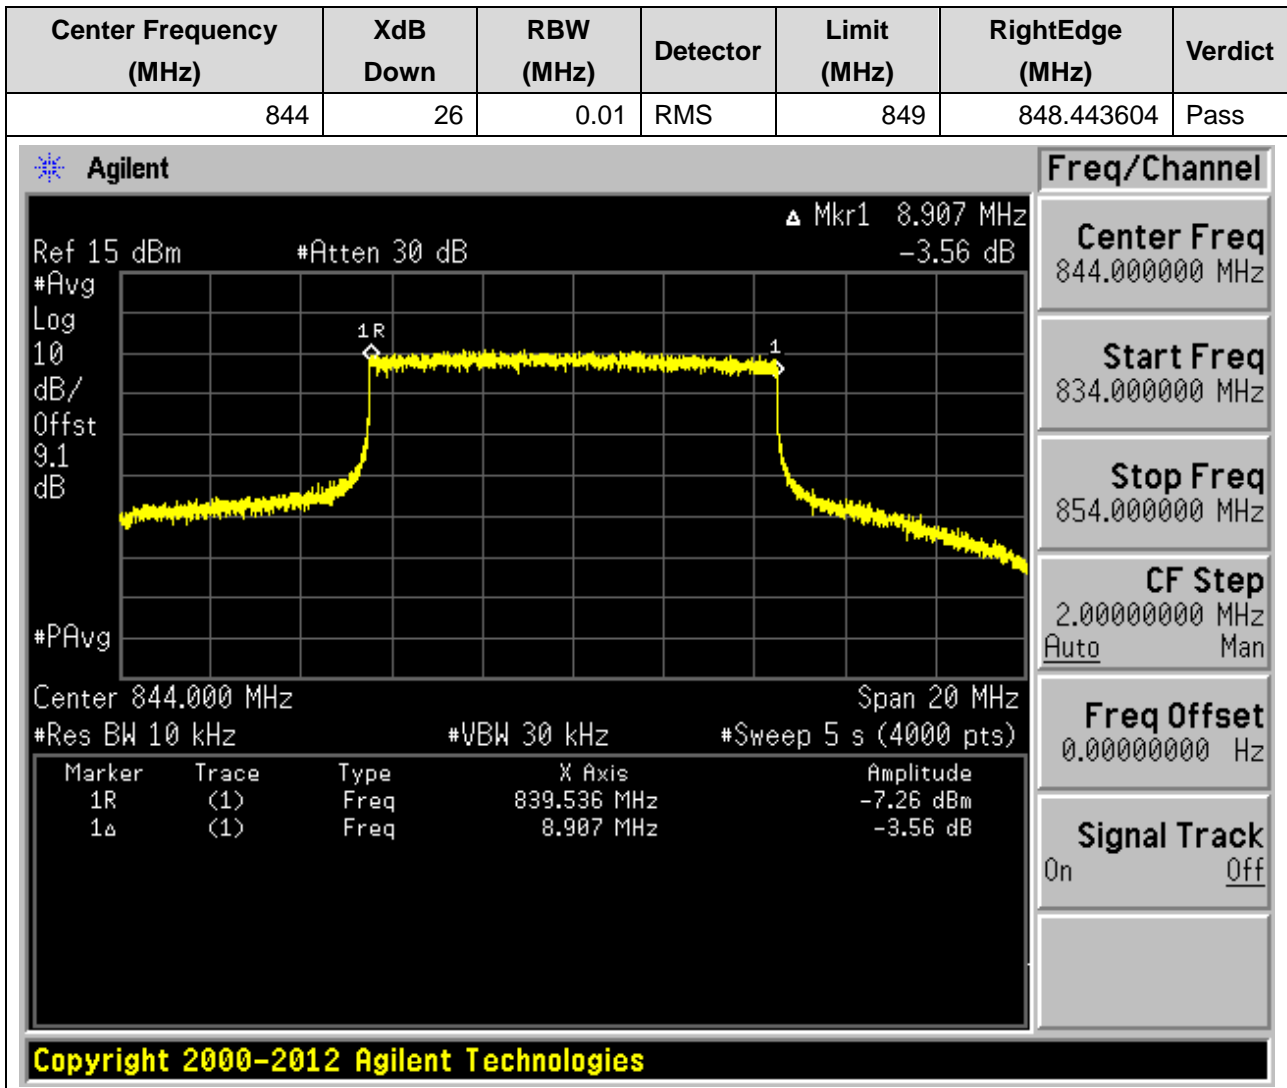 Center Frequency (MHz) XdB Down RBW (MHz) Detector Limit (MHz) RightEdge (MHz) Verdict
844 26 0.01 RMS 849 848.443604 Pass
Agilent
Freq/Channel
▵ Mkr1 8.907 MHz
Ref 15 dBm #Atten 30 dB -3.56 dB
#Avg
Log
10
dB/
Offst
9.1
dB
#PAvg
1R
1
Center 844.000 MHz Span 20 MHz
#Res BW 10 kHz #VBW 30 kHz #Sweep 5 s (4000 pts)
Marker Trace Type X Axis Amplitude
1R (1) Freq 839.536 MHz -7.26 dBm
1▵ (1) Freq 8.907 MHz -3.56 dB
Center Freq
844.000000 MHz
Start Freq
834.000000 MHz
Stop Freq
854.000000 MHz
CF Step
2.00000000 MHz
Auto Man
Freq Offset
0.00000000 Hz
Signal Track
On Off
Copyright 2000-2012 Agilent Technologies